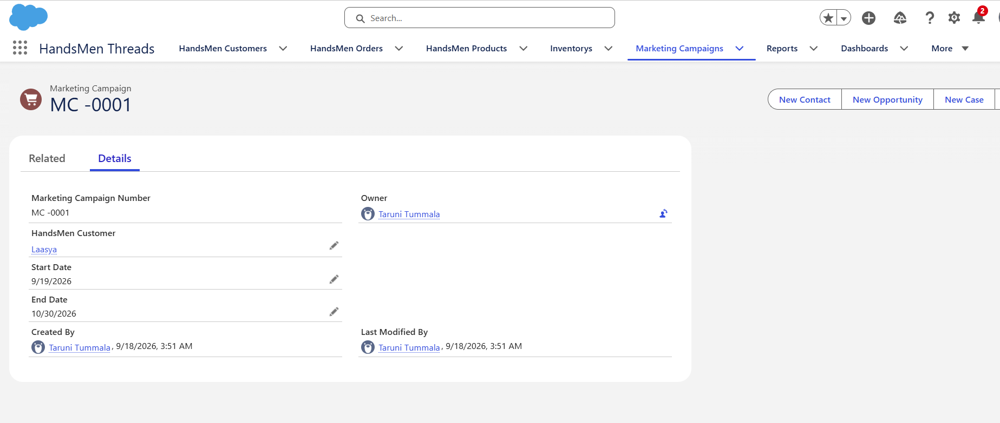 Search...
2
HandsMen Threads HandsMen Customers HandsMen Orders HandsMen Products Inventorys Marketing Campaigns Reports Dashboards More
Marketing Campaign
MC -0001
New Contact New Opportunity New Case
Related Details
Marketing Campaign Number
MC -0001
Owner
Taruni Tummala
HandsMen Customer
Laasya
Start Date
9/19/2026
End Date
10/30/2026
Created By
Taruni Tummala, 9/18/2026, 3:51 AM
Last Modified By
Taruni Tummala, 9/18/2026, 3:51 AM